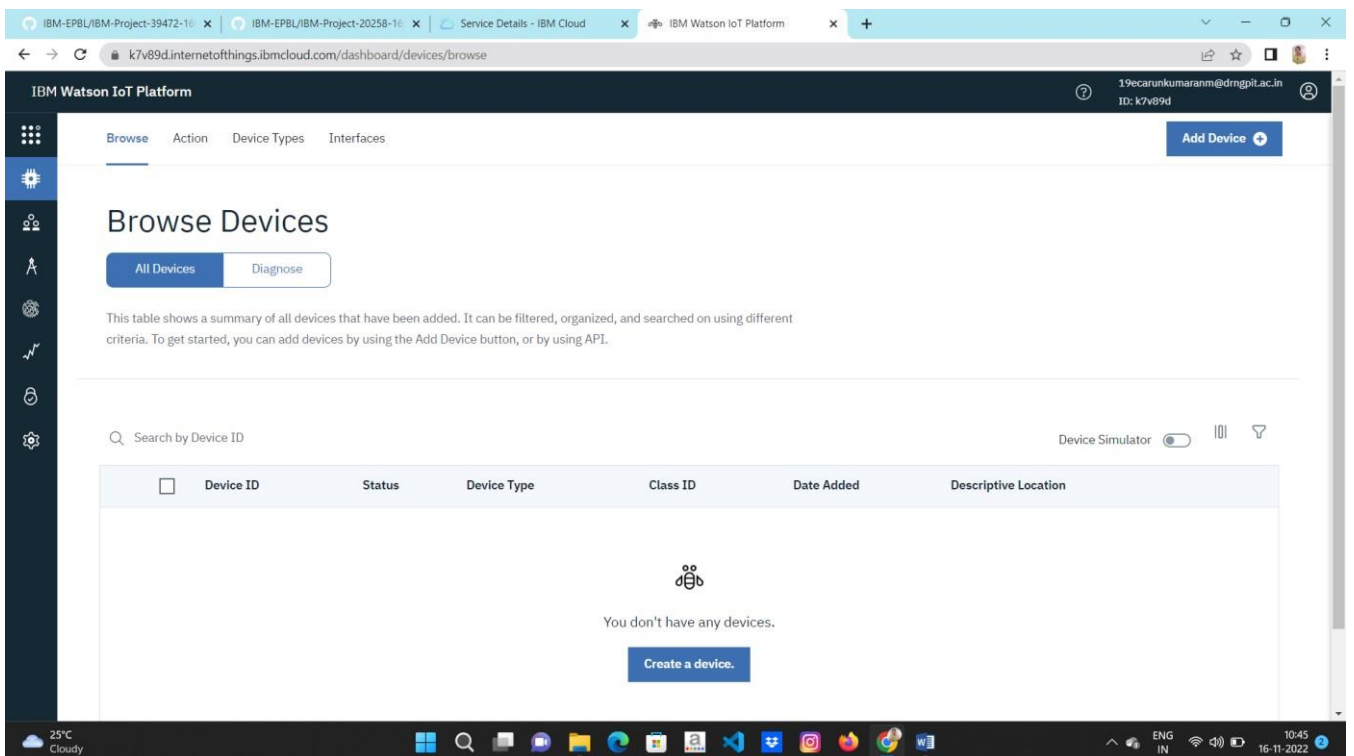 IBM-EPBL/IBM-Project-39472-16
IBM-EPBL/IBM-Project-20258-16
Service Details - IBM Cloud
IBM Watson IoT Platform
k7v89d.internetofthings.ibmcloud.com/dashboard/devices/browse
IBM Watson IoT Platform
19ecarunkumaranm@drngpit.ac.in
ID: k7v89d
Browse Action Device Types Interfaces
Add Device
Browse Devices
All Devices Diagnose
This table shows a summary of all devices that have been added. It can be filtered, organized, and searched on using different
criteria. To get started, you can add devices by using the Add Device button, or by using API.
Search by Device ID
Device Simulator
Device ID Status Device Type Class ID Date Added Descriptive Location
You don't have any devices.
Create a device.
25°C
Cloudy
ENG
IN
10:45
16-11-2022
2